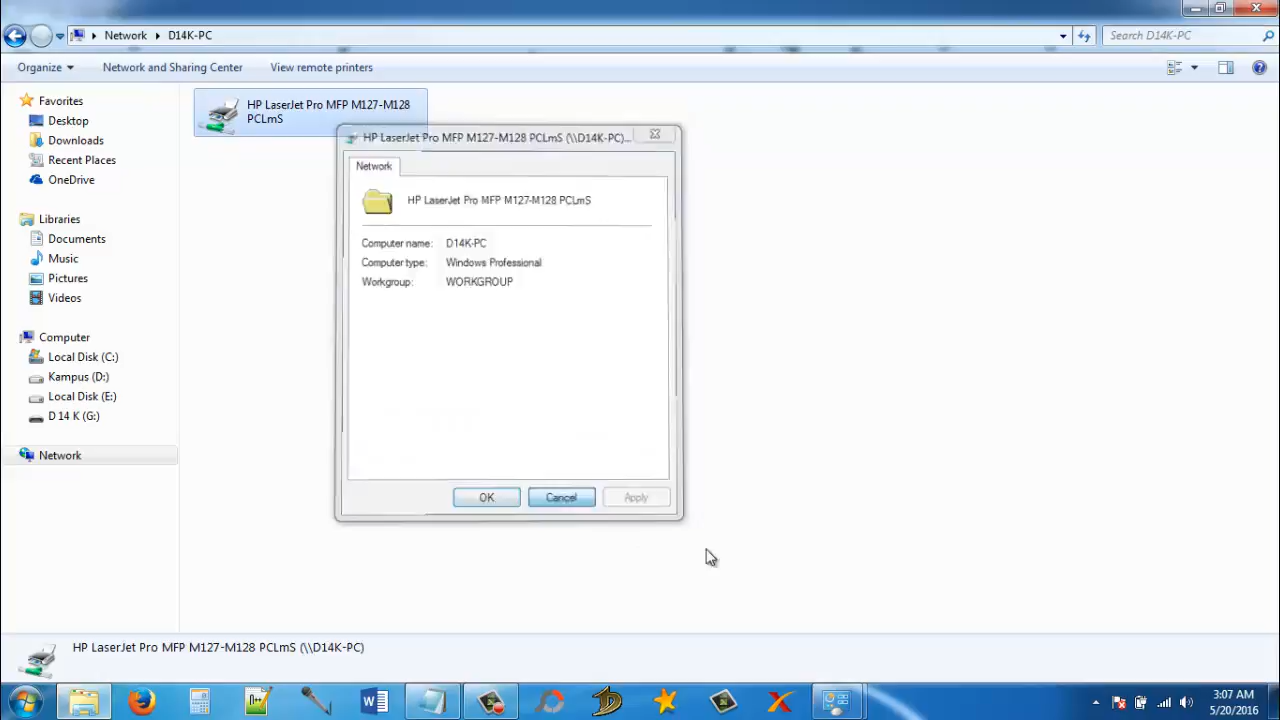 Network
D14K-PC
Search D14K-PC
Organize
Network and Sharing Center
View remote printers
Favorites
Desktop
Downloads
Recent Places
OneDrive
Libraries
Documents
Music
Pictures
Videos
Computer
Local Disk (C:)
Kampus (D:)
Local Disk (E:)
D 14 K (G:)
Network
HP LaserJet Pro MFP M127-M128
PCLmS
HP LaserJet Pro MFP M127-M128 PCLmS (\\D14K-PC)...
Network
HP LaserJet Pro MFP M127-M128 PCLmS
Computer name: D14K-PC
Computer type: Windows Professional
Workgroup: WORKGROUP
OK
Cancel
Apply
HP LaserJet Pro MFP M127-M128 PCLmS (\\D14K-PC)
3:07 AM
5/20/2016